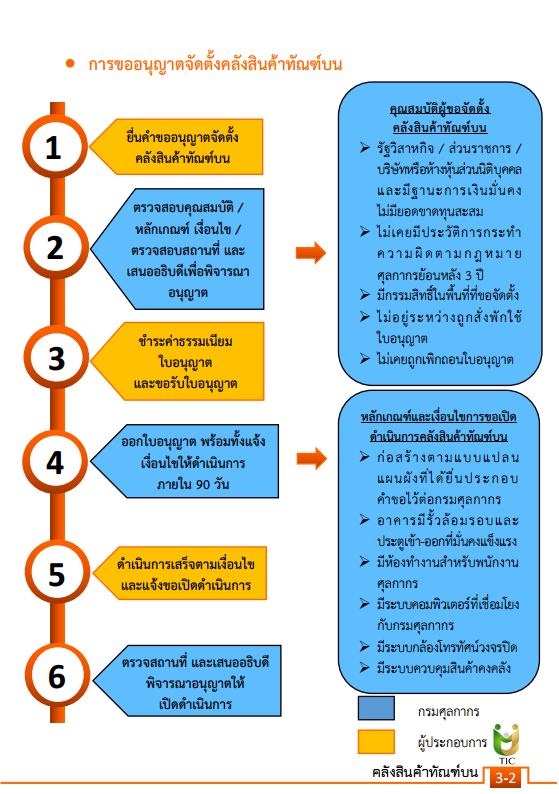 • การขออนุญาตจัดตั้งคลังสินค้าทัณฑ์บน
1
ยื่นคำขออนุญาตจัดตั้ง
คลังสินค้าทัณฑ์บน
2
ตรวจสอบคุณสมบัติ /
หลักเกณฑ์ เงื่อนไข /
ตรวจสอบสถานที่ และ
เสนออธิบดีเพื่อพิจารณา
อนุญาต
3
ชำระค่าธรรมเนียม
ใบอนุญาต
และขอรับใบอนุญาต
4
ออกใบอนุญาต พร้อมทั้งแจ้ง
เงื่อนไขให้ดำเนินการ
ภายใน 90 วัน
5
ดำเนินการเสร็จตามเงื่อนไข
และแจ้งขอเปิดดำเนินการ
6
ตรวจสถานที่ และเสนออธิบดี
พิจารณาอนุญาตให้
เปิดดำเนินการ
คุณสมบัติผู้ขอจัดตั้ง
คลังสินค้าทัณฑ์บน
➢ รัฐวิสาหกิจ / ส่วนราชการ /
บริษัทหรือห้างหุ้นส่วนนิติบุคคล
และมีฐานะการเงินมั่นคง
ไม่มียอดขาดทุนสะสม
➢ ไม่เคยมีประวัติการกระทำ
ความผิดตามกฎหมาย
ศุลกากรย้อนหลัง 3 ปี
➢ มีกรรมสิทธิ์ในพื้นที่ที่ขอจัดตั้ง
➢ ไม่อยู่ระหว่างถูกสั่งพักใช้
ใบอนุญาต
➢ ไม่เคยถูกเพิกถอนใบอนุญาต
หลักเกณฑ์และเงื่อนไขการขอเปิด
ดำเนินการคลังสินค้าทัณฑ์บน
➢ ก่อสร้างตามแบบแปลน
แผนผังที่ได้ยื่นประกอบ
คำขอไว้ต่อกรมศุลกากร
➢ อาคารมีรั้วล้อมรอบและ
ประตูเข้า-ออกที่มั่นคงแข็งแรง
➢ มีห้องทำงานสำหรับพนักงาน
ศุลกากร
➢ มีระบบคอมพิวเตอร์ที่เชื่อมโยง
กับกรมศุลกากร
➢ มีระบบกล้องโทรทัศน์วงจรปิด
➢ มีระบบควบคุมสินค้าคงคลัง
กรมศุลกากร
ผู้ประกอบการ
TIC
คลังสินค้าทัณฑ์บน 3-2